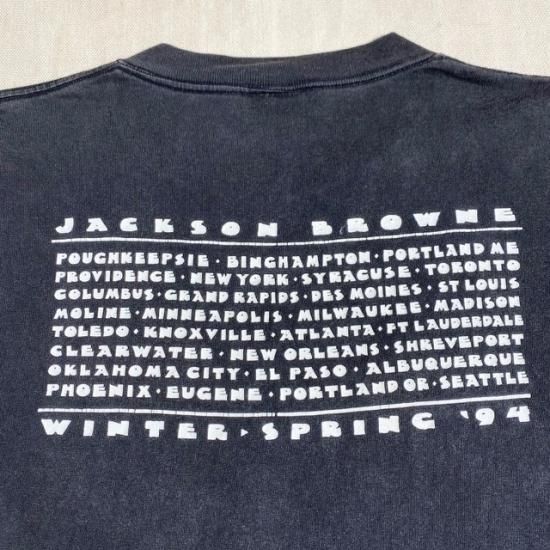 JACKSON BROWNE
POUGHKEEPSIE · BINGHAMPTON · PORTLAND ME
PROVIDENCE · NEW YORK · SYRACUSE · TORONTO
COLUMBUS · GRAND RAPIDS · DES MOINES · ST LOUIS
MOLINE · MINNEAPOLIS · MILWAUKEE · MADISON
TOLEDO · KNOXVILLE · ATLANTA · FT LAUDERDALE
CLEARWATER · NEW ORLEANS · SHREVEPORT
OKLAHOMA CITY · EL PASO · ALBUQUERQUE
PHOENIX · EUGENE · PORTLAND OR · SEATTLE
WINTER · SPRING '94